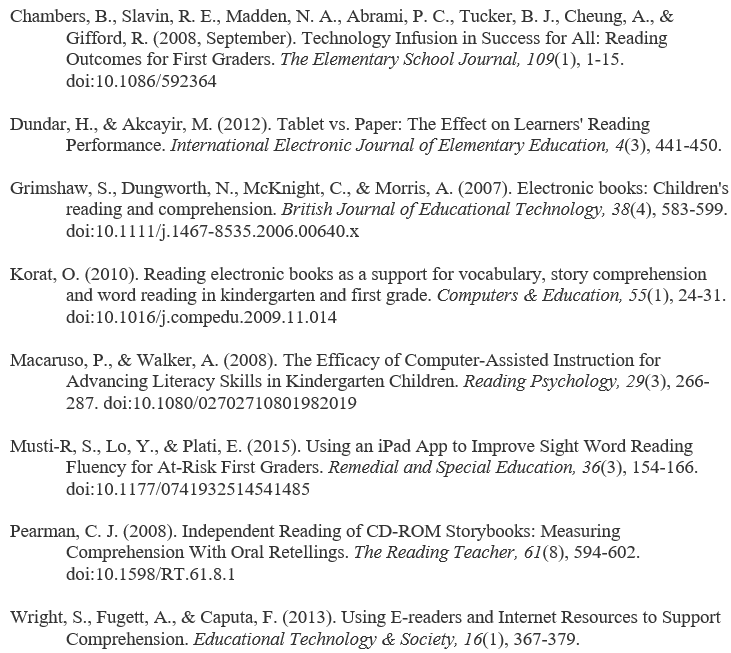 Chambers, B., Slavin, R. E., Madden, N. A., Abrami, P. C., Tucker, B. J., Cheung, A., &
Gifford, R. (2008, September). Technology Infusion in Success for All: Reading
Outcomes for First Graders. The Elementary School Journal, 109(1), 1-15.
doi:10.1086/592364
Dundar, H., & Akcayir, M. (2012). Tablet vs. Paper: The Effect on Learners' Reading
Performance. International Electronic Journal of Elementary Education, 4(3), 441-450.
Grimshaw, S., Dungworth, N., McKnight, C., & Morris, A. (2007). Electronic books: Children's
reading and comprehension. British Journal of Educational Technology, 38(4), 583-599.
doi:10.1111/j.1467-8535.2006.00640.x
Korat, O. (2010). Reading electronic books as a support for vocabulary, story comprehension
and word reading in kindergarten and first grade. Computers & Education, 55(1), 24-31.
doi:10.1016/j.compedu.2009.11.014
Macaruso, P., & Walker, A. (2008). The Efficacy of Computer-Assisted Instruction for
Advancing Literacy Skills in Kindergarten Children. Reading Psychology, 29(3), 266-
287. doi:10.1080/02702710801982019
Musti-R, S., Lo, Y., & Plati, E. (2015). Using an iPad App to Improve Sight Word Reading
Fluency for At-Risk First Graders. Remedial and Special Education, 36(3), 154-166.
doi:10.1177/0741932514541485
Pearman, C. J. (2008). Independent Reading of CD-ROM Storybooks: Measuring
Comprehension With Oral Retellings. The Reading Teacher, 61(8), 594-602.
doi:10.1598/RT.61.8.1
Wright, S., Fugett, A., & Caputa, F. (2013). Using E-readers and Internet Resources to Support
Comprehension. Educational Technology & Society, 16(1), 367-379.